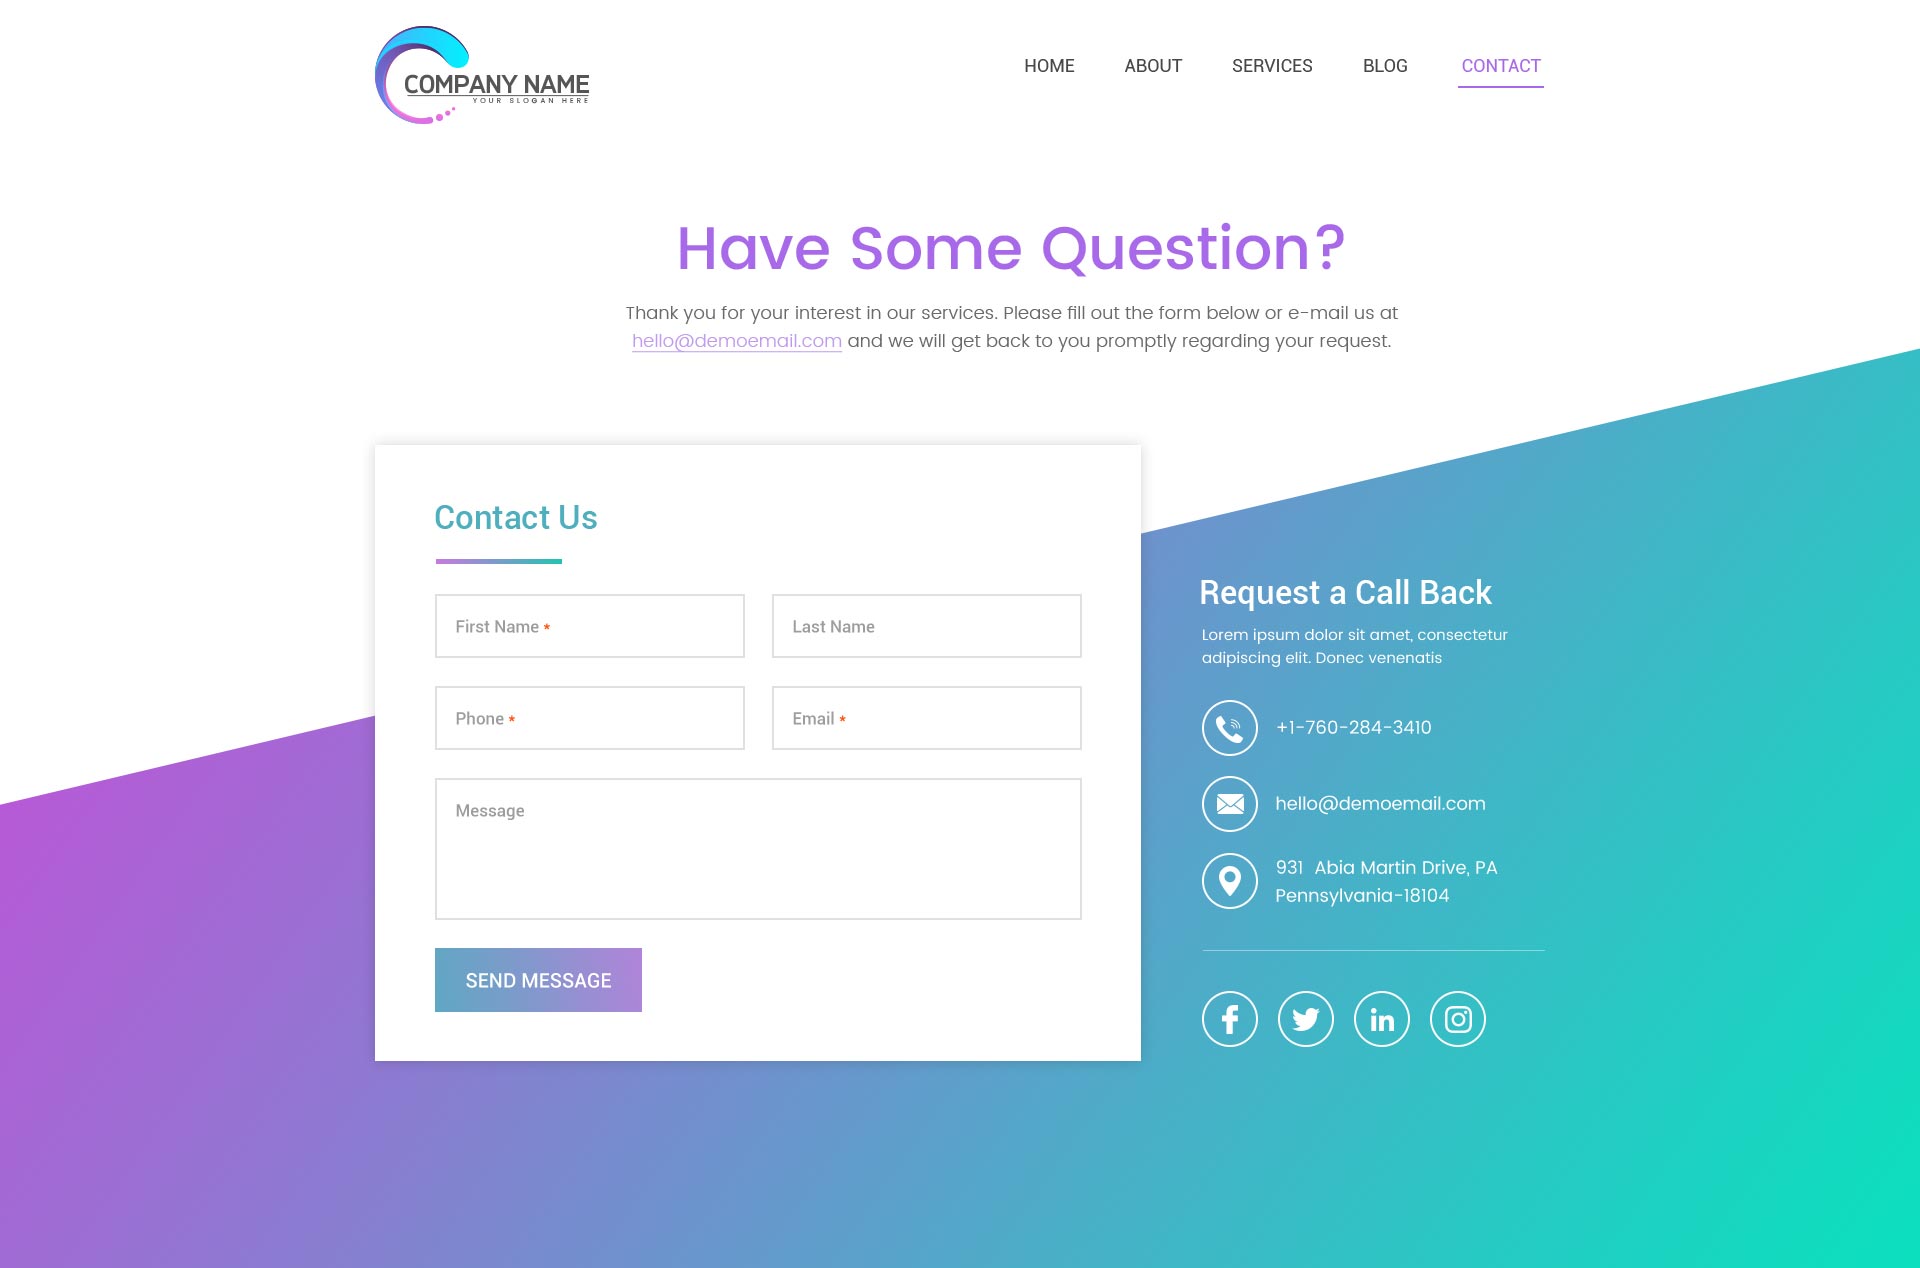 COMPANY NAME
YOUR SLOGAN HERE
HOME ABOUT SERVICES BLOG CONTACT
Have Some Question?
Thank you for your interest in our services. Please fill out the form below or e-mail us at
hello@demoemail.com and we will get back to you promptly regarding your request.
Contact Us
First Name *
Last Name
Phone *
Email *
Message
SEND MESSAGE
Request a Call Back
Lorem ipsum dolor sit amet, consectetur
adipiscing elit. Donec venenatis
+1-760-284-3410
hello@demoemail.com
931 Abia Martin Drive, PA
Pennsylvania-18104